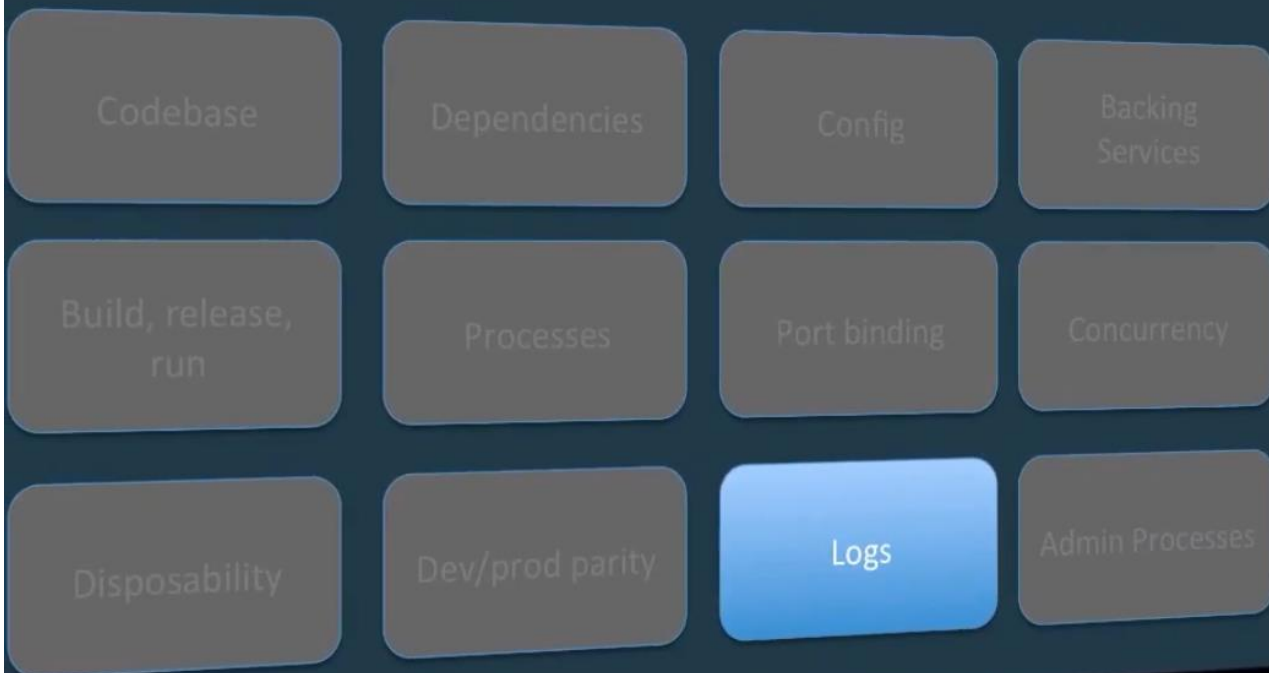 Codebase
Dependencies
Config
Backing
Services
Build, release,
run
Processes
Port binding
Concurrency
Disposability
Dev/prod parity
Logs
Admin Processes